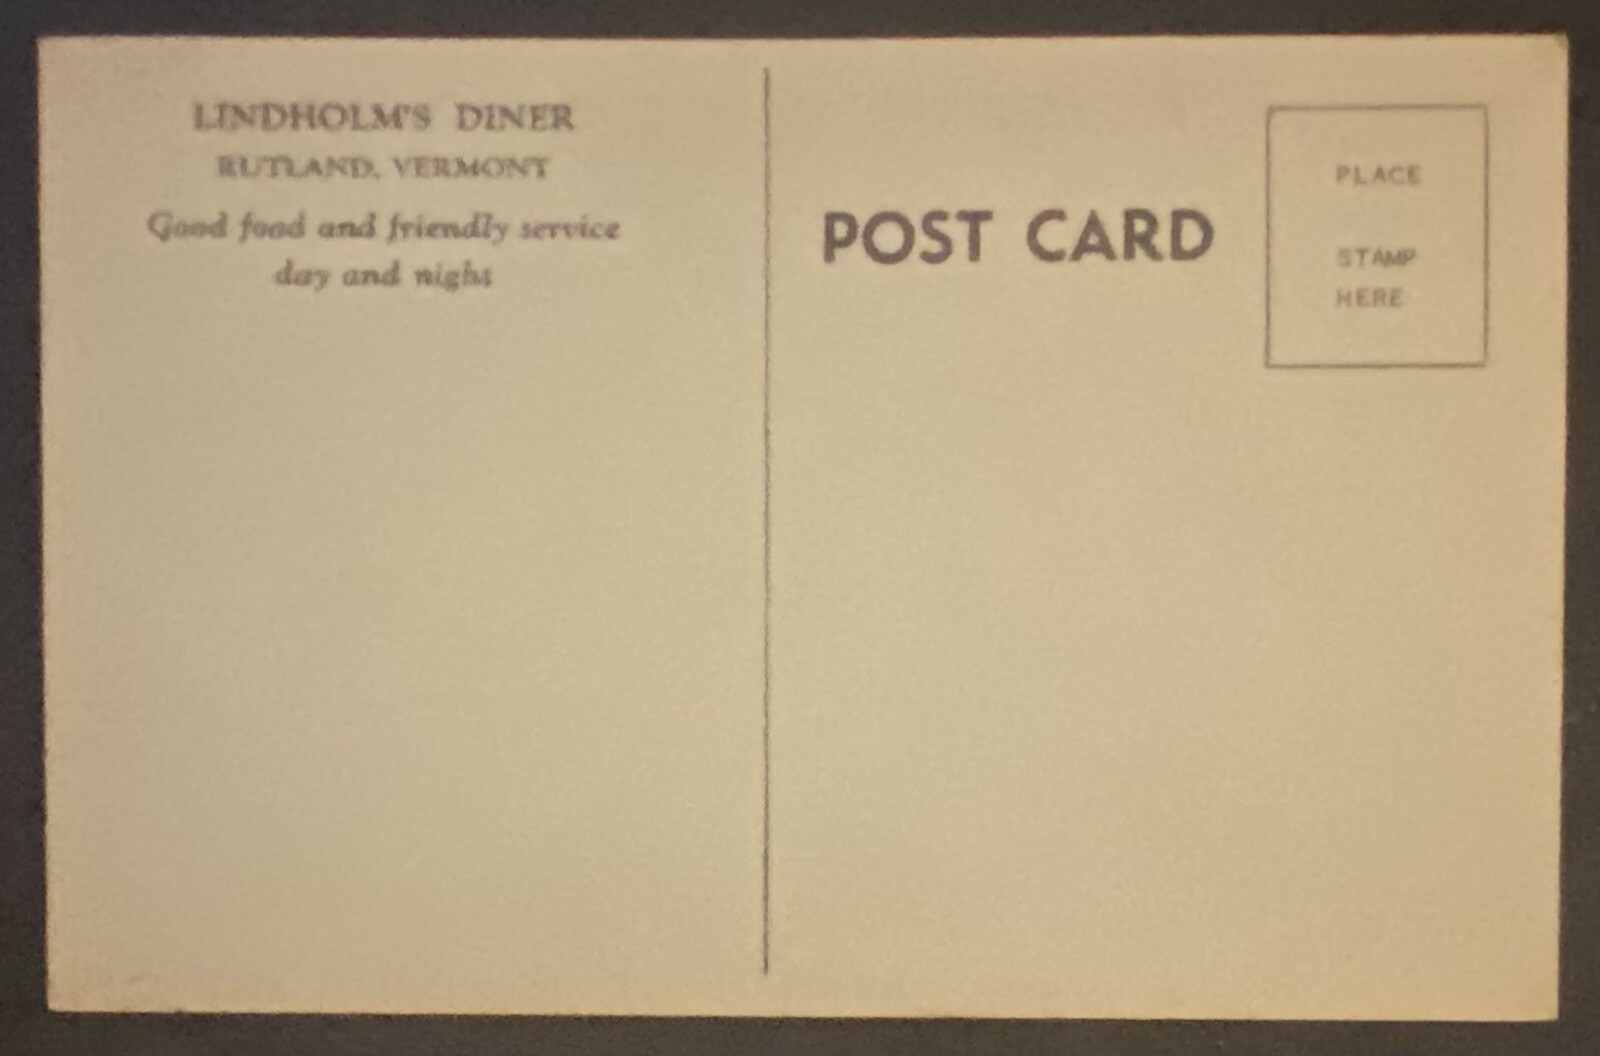 LINDHOLM'S DINER
RUTLAND, VERMONT
Good food and friendly service
day and night
POST CARD
PLACE
STAMP
HERE